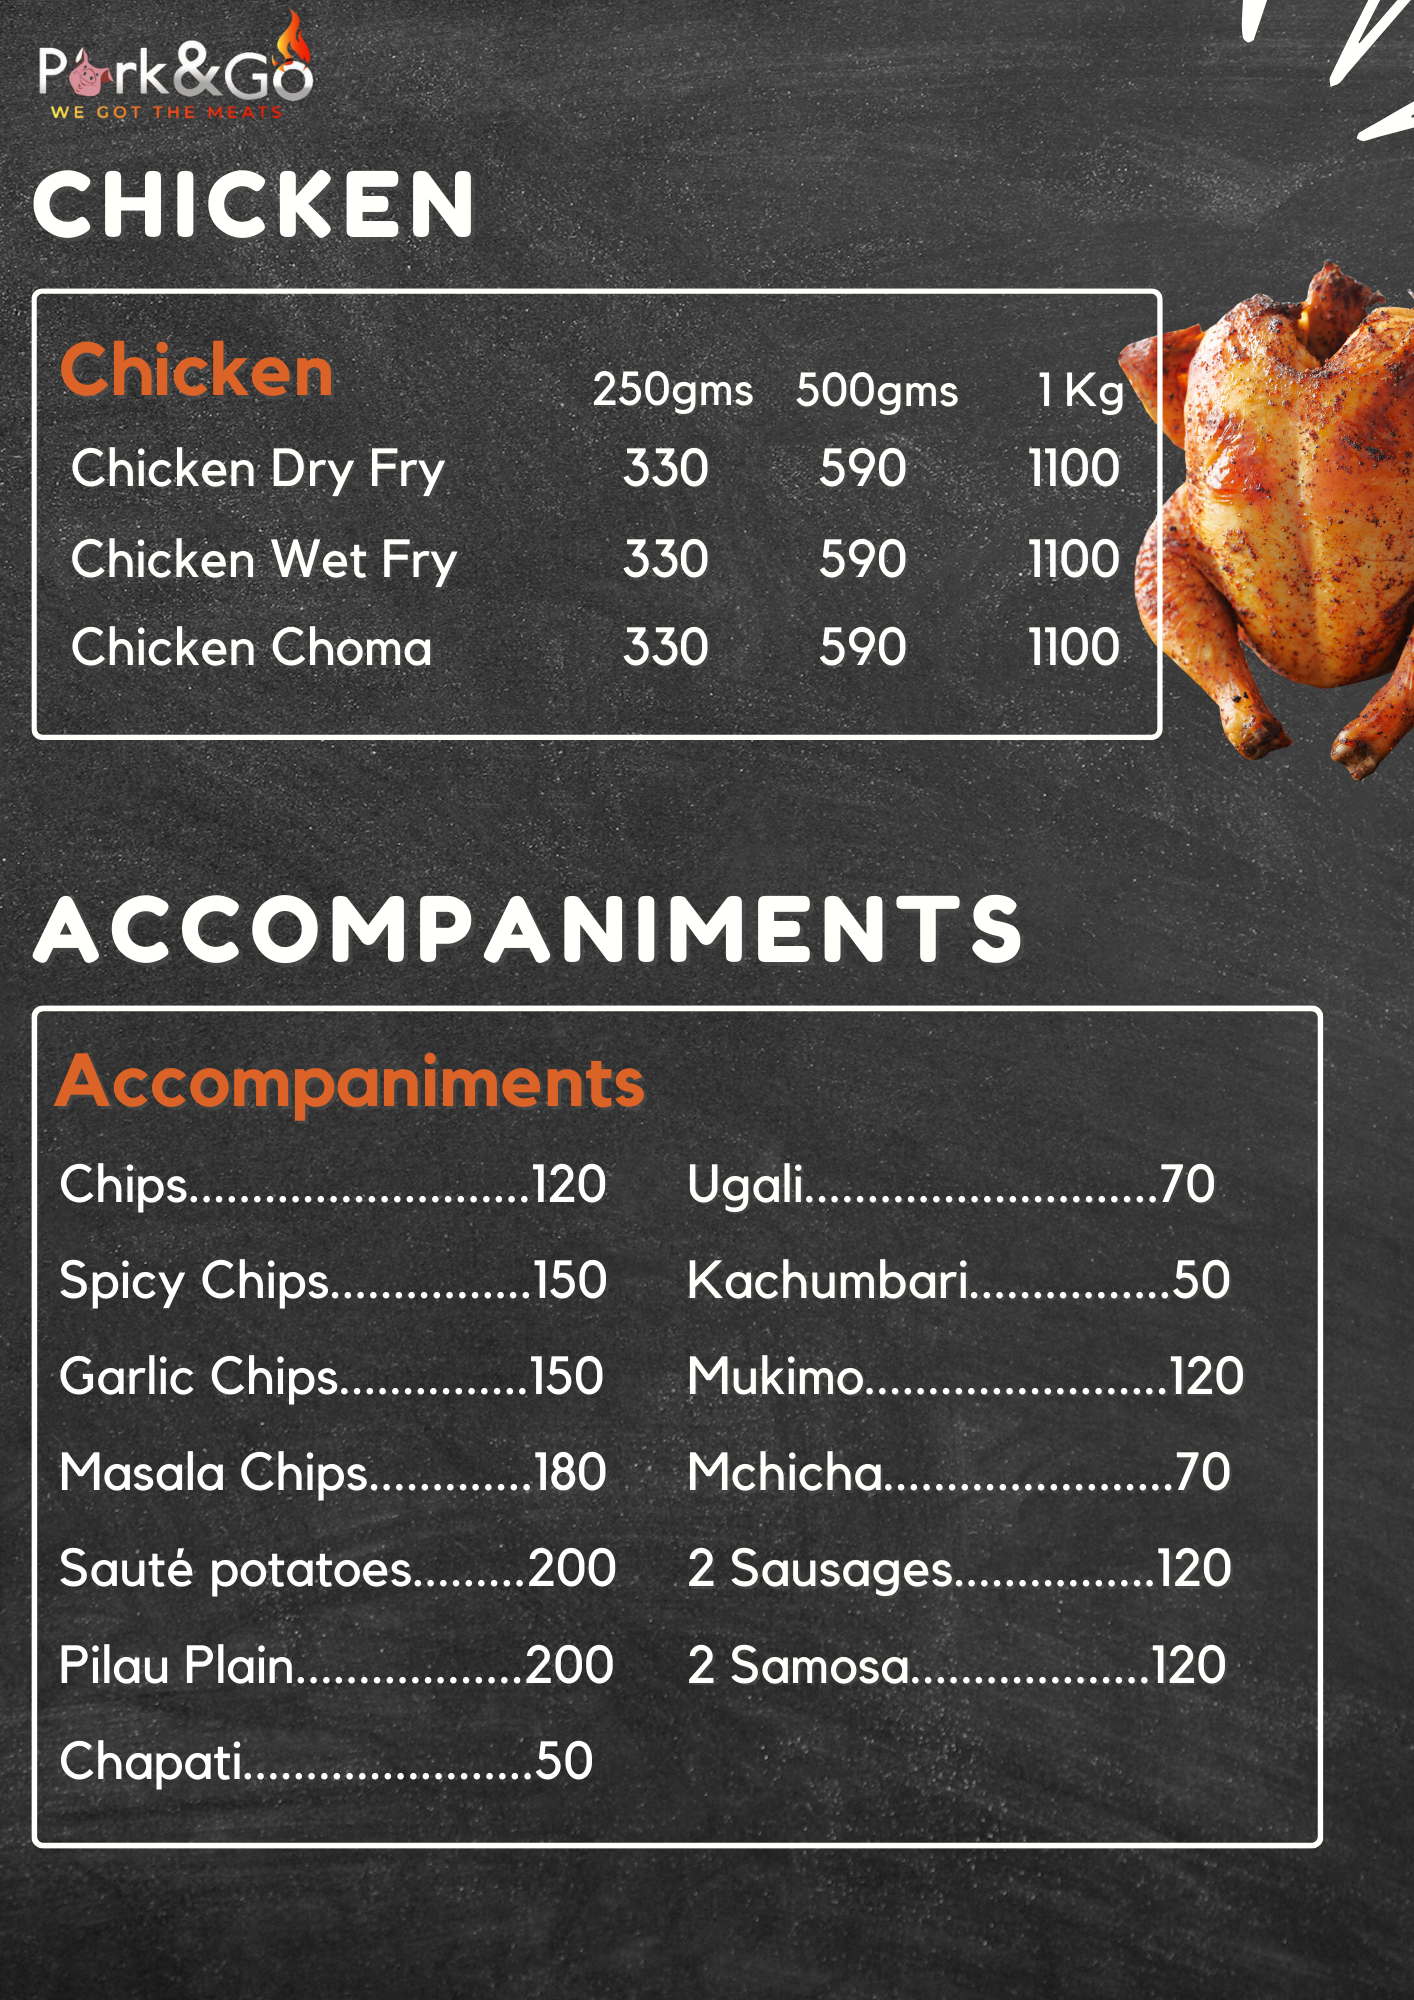 Pork&Go
WE GOT THE MEATS
CHICKEN
Chicken 250gms 500gms 1 Kg
Chicken Dry Fry 330 590 1100
Chicken Wet Fry 330 590 1100
Chicken Choma 330 590 1100
ACCOMPANIMENTS
Accompaniments
Chips...........................120
Spicy Chips................150
Garlic Chips...............150
Masala Chips.............180
Sauté potatoes.........200
Pilau Plain..................200
Chapati.......................50
Ugali............................70
Kachumbari................50
Mukimo........................120
Mchicha.......................70
2 Sausages................120
2 Samosa...................120